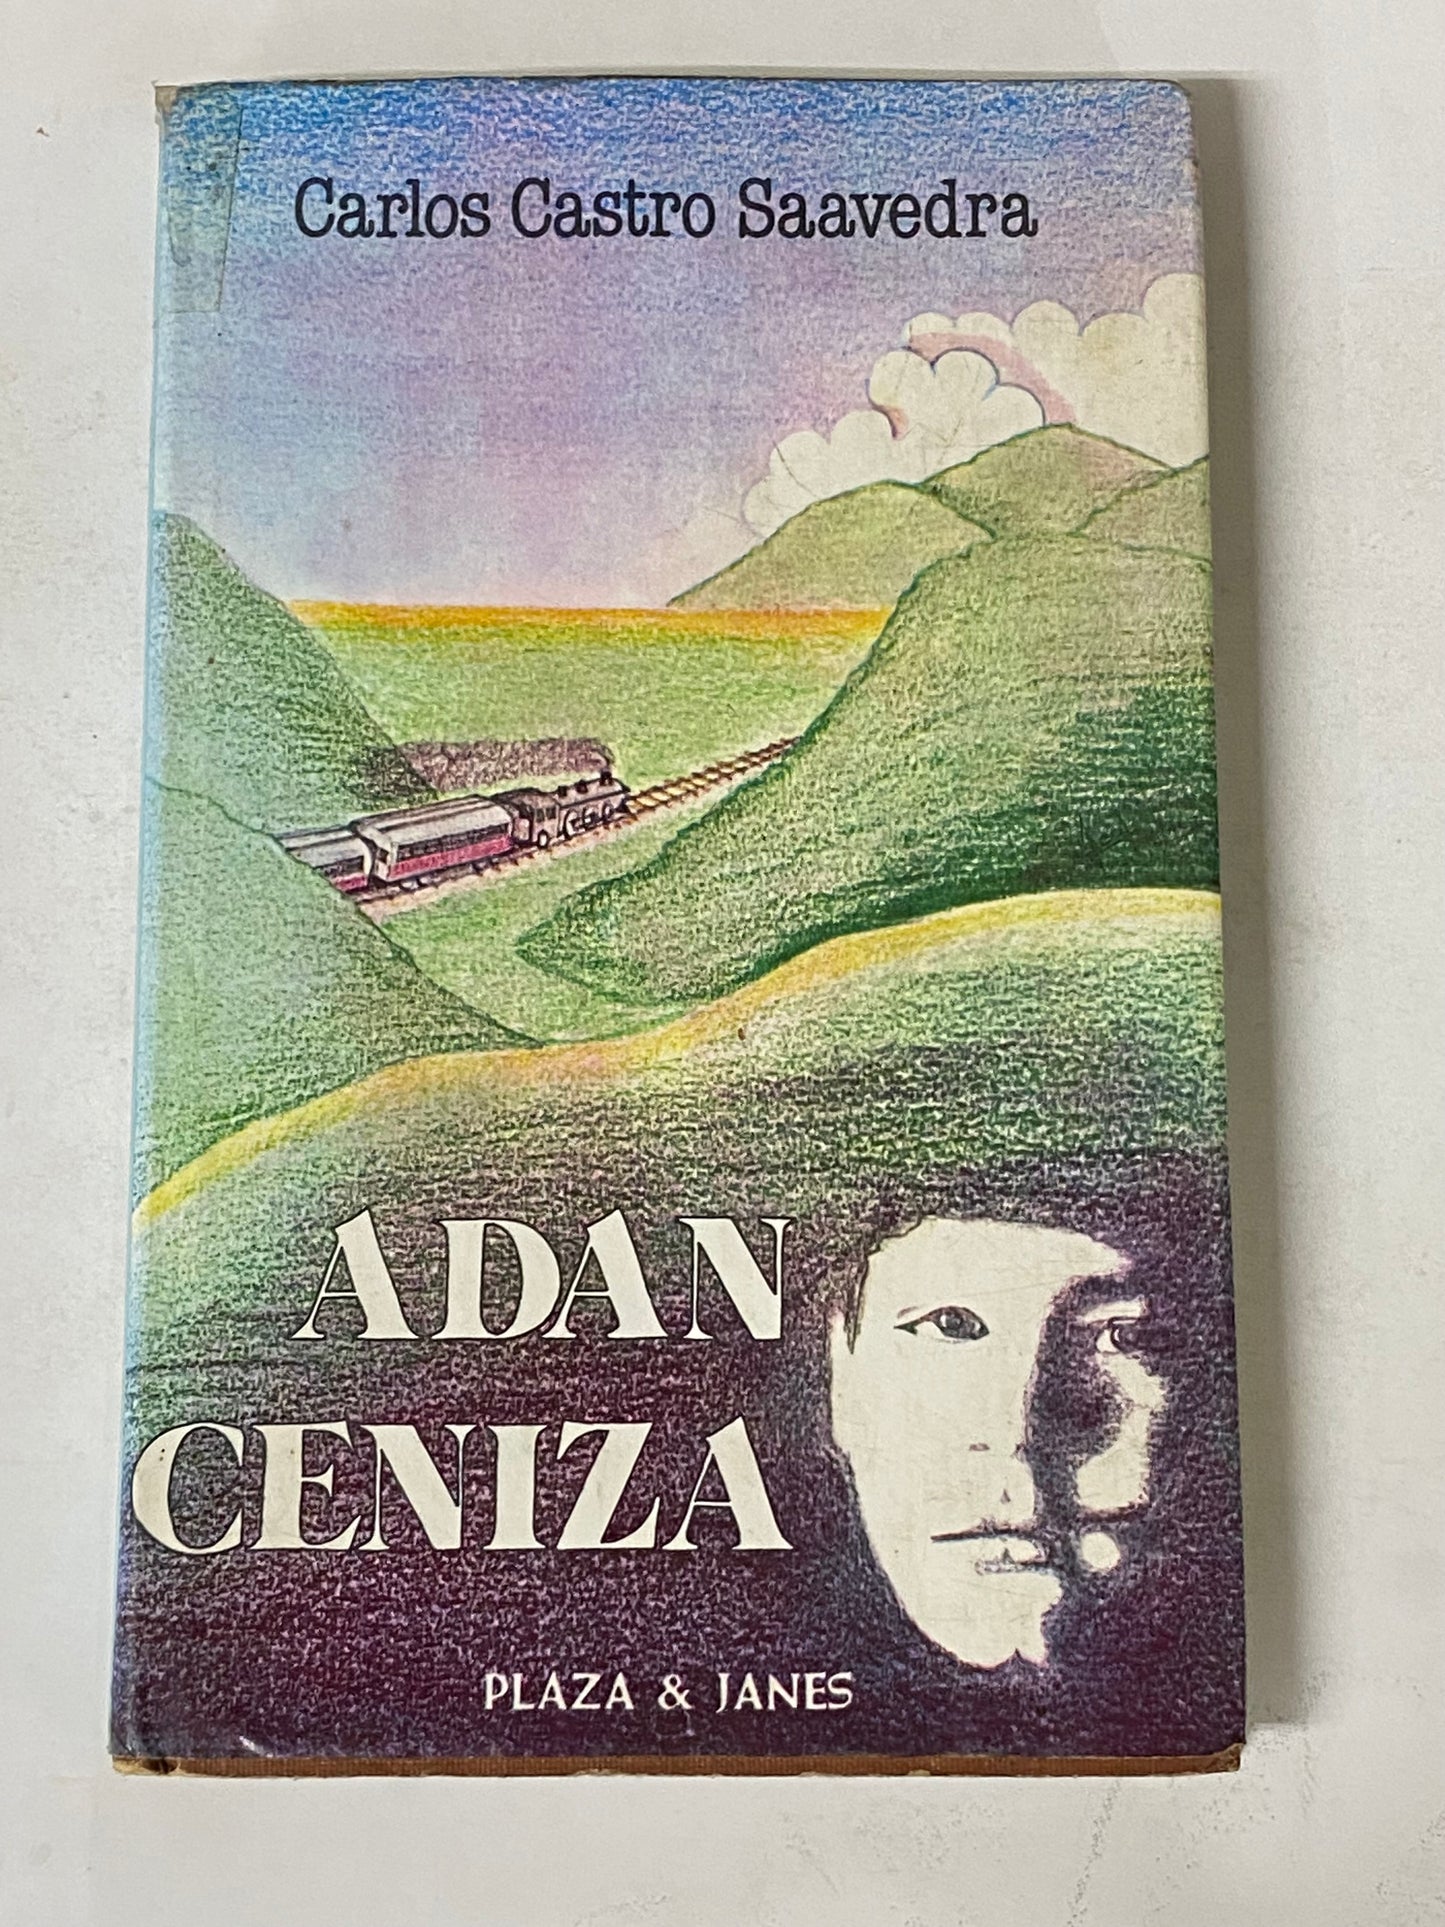 Carlos Castro Saavedra
ADAN
CENIZA
PLAZA & JANES